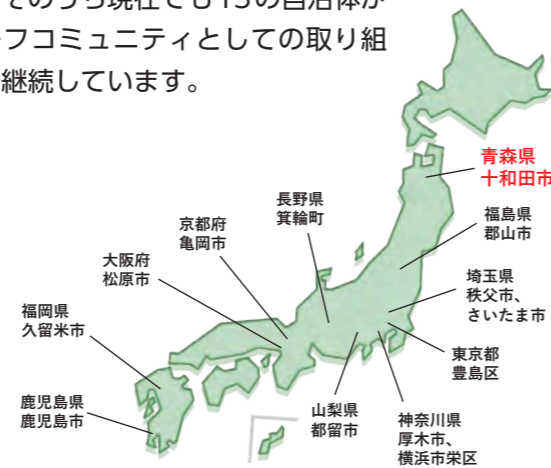 そのうち現在でも13の自治体が
フコミュニティとしての取り組
継続しています。
青森県
十和田市
長野県
箕輪町
福島県
郡山市
京都府
亀岡市
大阪府
松原市
埼玉県
秩父市、
さいたま市
福岡県
久留米市
東京都
豊島区
鹿児島県
鹿児島市
山梨県
都留市
神奈川県
厚木市、
横浜市栄区